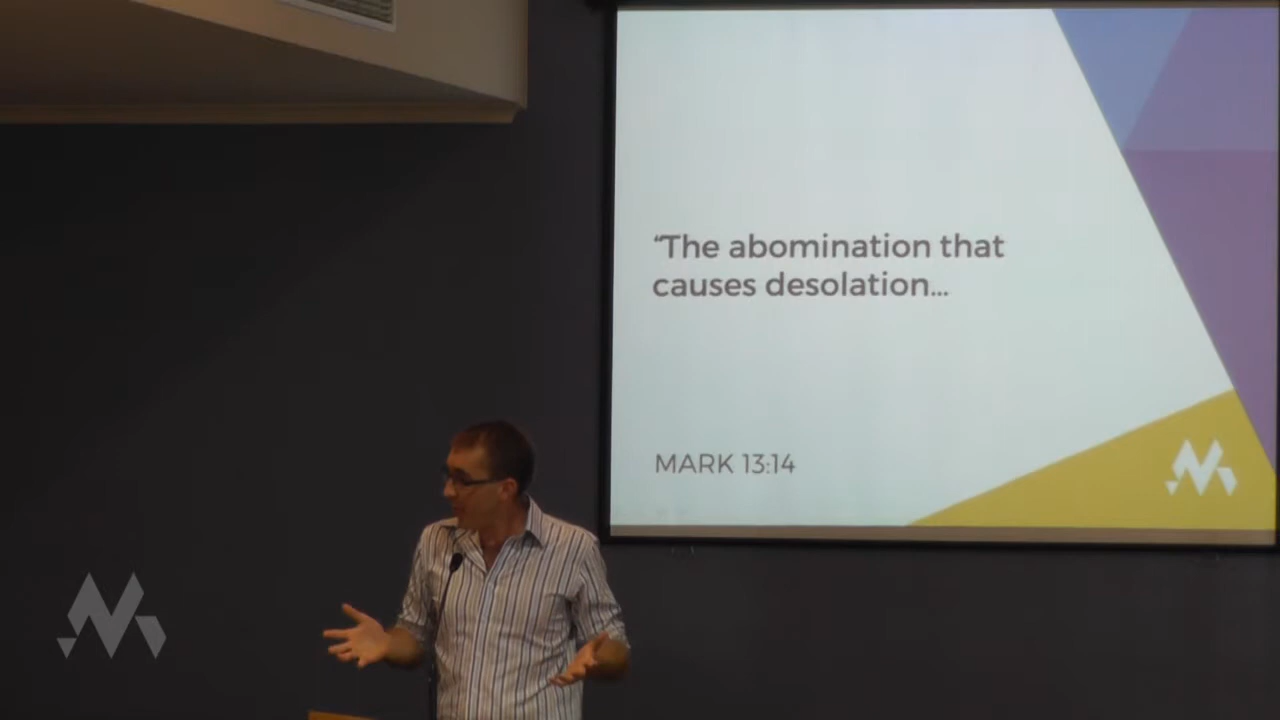 “The abomination that
causes desolation...
MARK 13:14